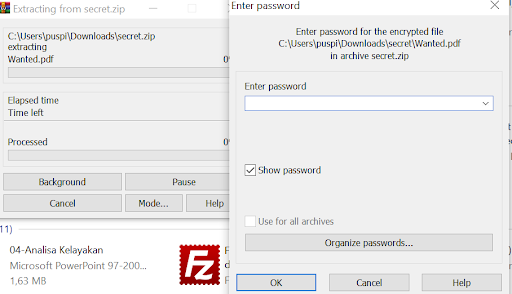 Extracting from secret.zip
C:\Users\puspi\Downloads\secret.zip
extracting
Wanted.pdf
Elapsed time
Time left
Processed
Background
Pause
Cancel
Mode...
Help
11)
04-Analisa Kelayakan
Microsoft PowerPoint 97-200...
1,63 MB
Fz
Enter password
Enter password for the encrypted file
C:\Users\puspi\Downloads\secret\Wanted.pdf
in archive secret.zip
Enter password
Show password
Use for all archives
Organize passwords...
OK
Cancel
Help